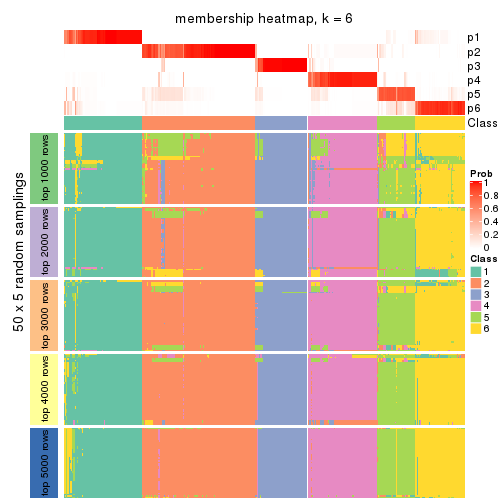 membership heatmap, k = 6
p1
p2
p3
p4
p5
p6
Class
50 x 5 random samplings
top 1000 rows
top 2000 rows
top 3000 rows
top 4000 rows
top 5000 rows
Prob
1
0.8
0.6
0.4
0.2
0
Class
1
2
3
4
5
6